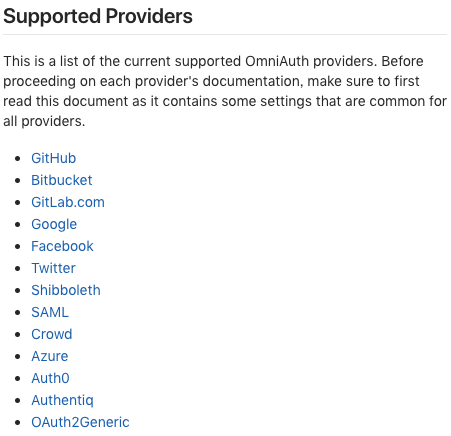 Supported Providers
This is a list of the current supported OmniAuth providers. Before
proceeding on each provider's documentation, make sure to first
read this document as it contains some settings that are common for
all providers.
GitHub
Bitbucket
GitLab.com
Google
Facebook
Twitter
Shibboleth
SAML
Crowd
Azure
Auth0
Authentiq
OAuth2Generic